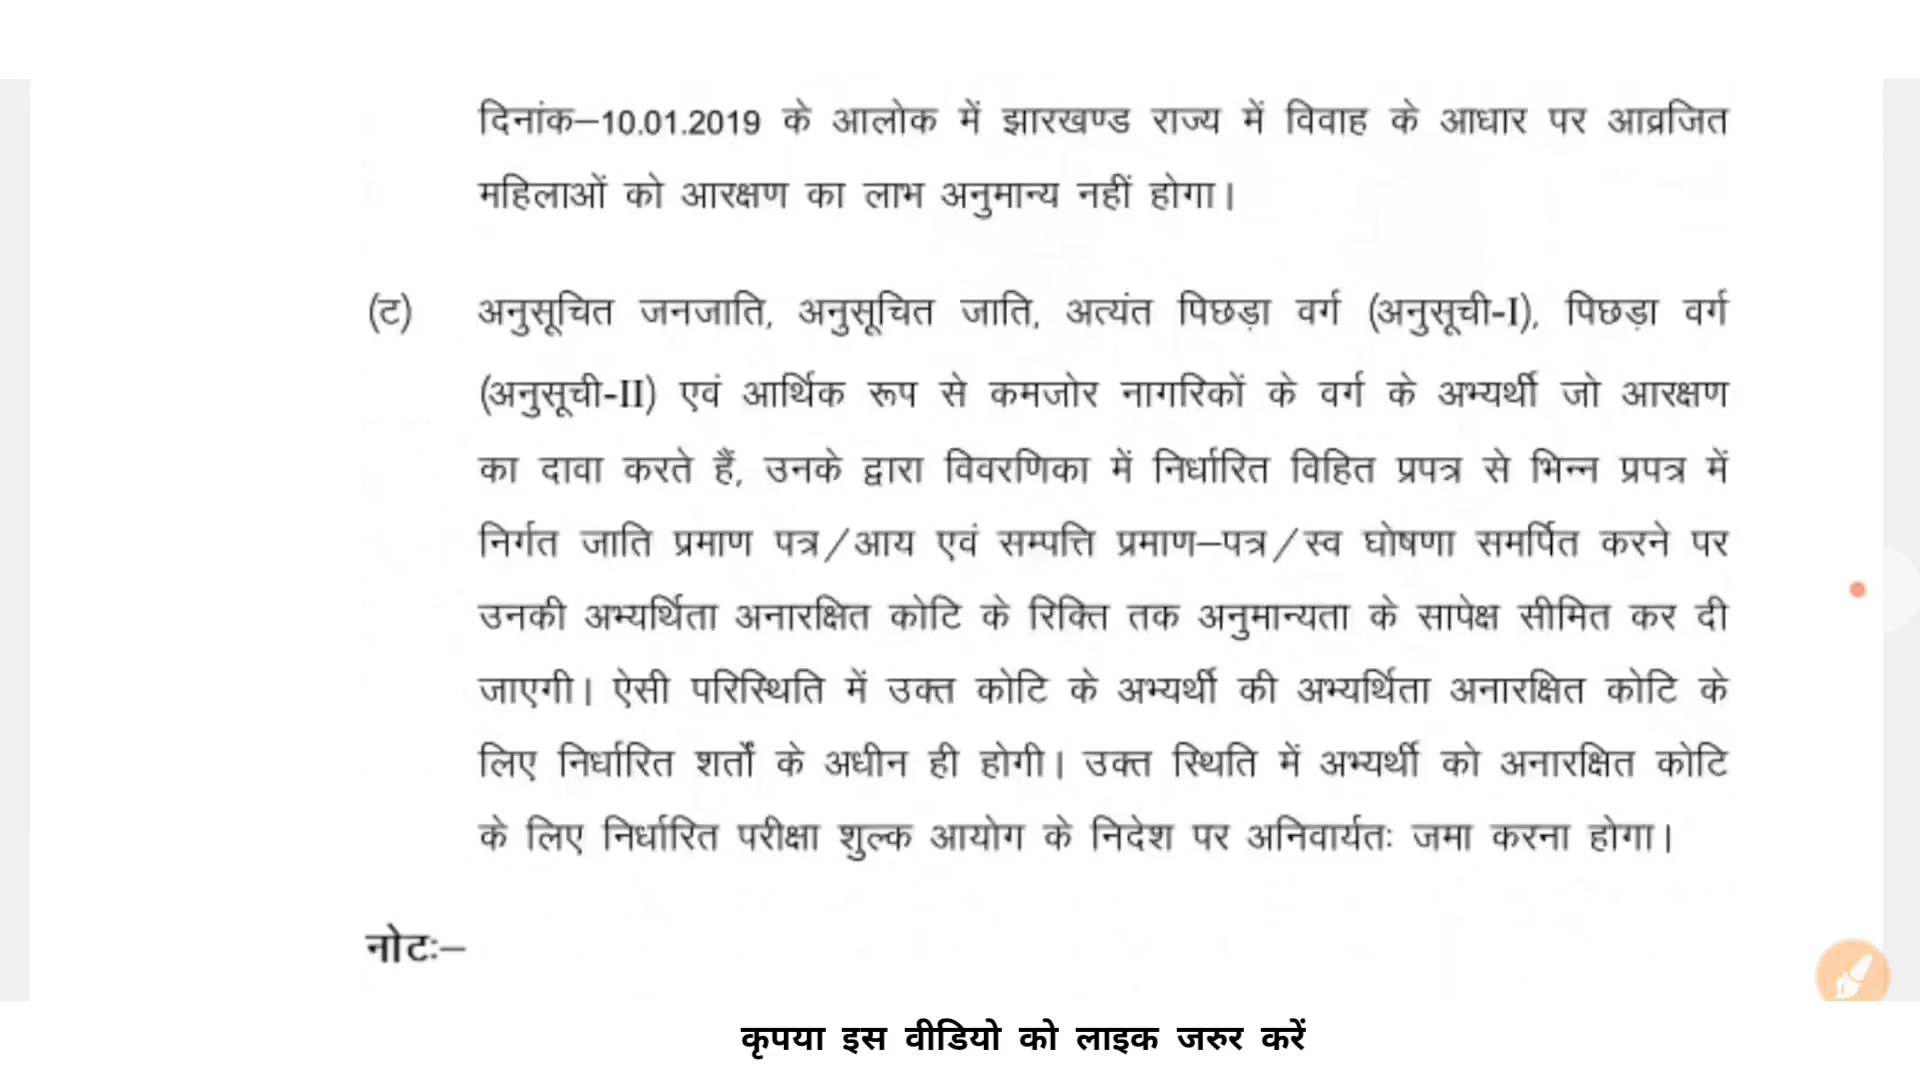 दिनांक–10.01.2019 के आलोक में झारखण्ड राज्य में विवाह के आधार पर आव्रजित
महिलाओं को आरक्षण का लाभ अनुमान्य नहीं होगा।
(ट) अनुसूचित जनजाति, अनुसूचित जाति, अत्यंत पिछड़ा वर्ग (अनुसूची-I), पिछड़ा वर्ग
(अनुसूची-II) एवं आर्थिक रूप से कमजोर नागरिकों के वर्ग के अभ्यर्थी जो आरक्षण
का दावा करते हैं, उनके द्वारा विवरणिका में निर्धारित विहित प्रपत्र से भिन्न प्रपत्र में
निर्गत जाति प्रमाण पत्र/आय एवं सम्पत्ति प्रमाण–पत्र/स्व घोषणा समर्पित करने पर
उनकी अभ्यर्थिता अनारक्षित कोटि के रिक्ति तक अनुमान्यता के सापेक्ष सीमित कर दी
जाएगी। ऐसी परिस्थिति में उक्त कोटि के अभ्यर्थी की अभ्यर्थिता अनारक्षित कोटि के
लिए निर्धारित शर्तों के अधीन ही होगी। उक्त स्थिति में अभ्यर्थी को अनारक्षित कोटि
के लिए निर्धारित परीक्षा शुल्क आयोग के निदेश पर अनिवार्यतः जमा करना होगा।
नोटः–
कृपया इस वीडियो को लाइक जरुर करें